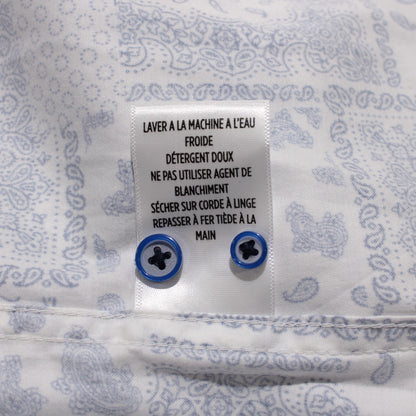 LAVER A LA MACHINE A L'EAU
FROIDE
DÉTERGENT DOUX
NE PAS UTILISER AGENT DE
BLANCHIMENT
SÉCHER SUR CORDE À LINGE
REPASSER À FER TIÈDE À LA
MAIN